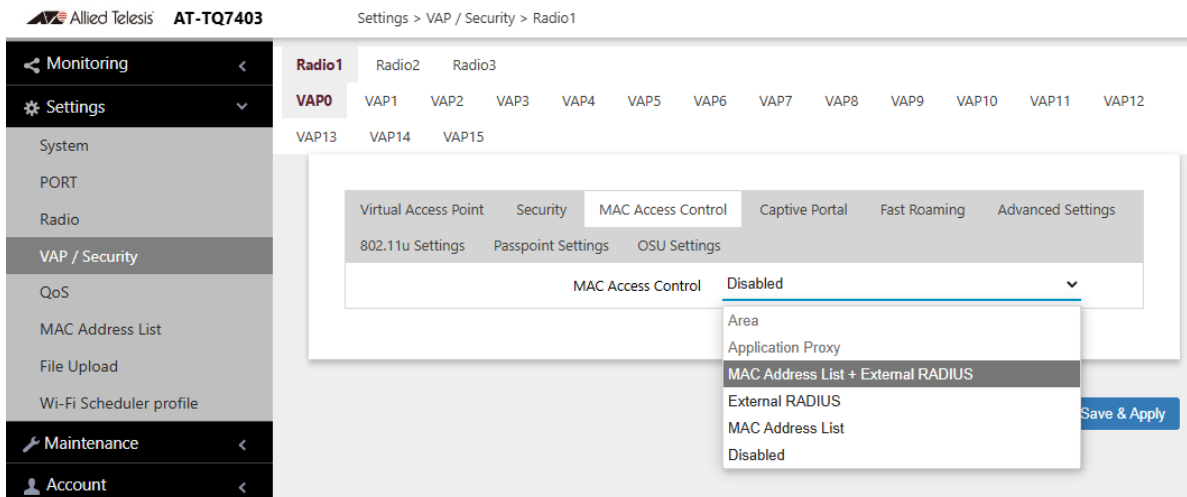 Allied Telesis AT-TQ7403 Settings > VAP / Security > Radio1
Monitoring
Settings
System
PORT
Radio
VAP / Security
QoS
MAC Address List
File Upload
Wi-Fi Scheduler profile
Maintenance
Account
Radio1 Radio2 Radio3
VAP0 VAP1 VAP2 VAP3 VAP4 VAP5 VAP6 VAP7 VAP8 VAP9 VAP10 VAP11 VAP12
VAP13 VAP14 VAP15
Virtual Access Point Security MAC Access Control Captive Portal Fast Roaming Advanced Settings
802.11u Settings Passpoint Settings OSU Settings
MAC Access Control Disabled
Area
Application Proxy
MAC Address List + External RADIUS
External RADIUS
MAC Address List
Disabled
Save & Apply